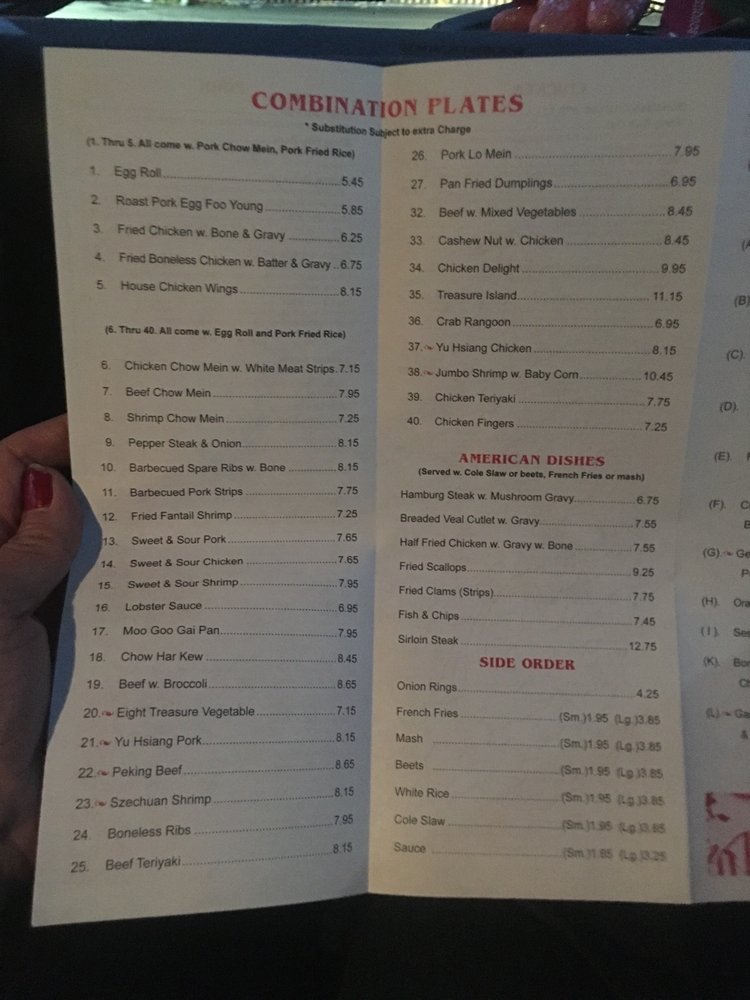 COMBINATION PLATES
* Substitution Subject to extra Charge
(1. Thru 5. All come w. Pork Chow Mein, Pork Fried Rice)
1. Egg Roll 5.45
2. Roast Pork Egg Foo Young 5.85
3. Fried Chicken w. Bone & Gravy 6.25
4. Fried Boneless Chicken w. Batter & Gravy 6.75
5. House Chicken Wings 8.15
(6. Thru 40. All come w. Egg Roll and Pork Fried Rice)
6. Chicken Chow Mein w. White Meat Strips 7.15
7. Beef Chow Mein 7.95
8. Shrimp Chow Mein 7.25
9. Pepper Steak & Onion 8.15
10. Barbecued Spare Ribs w. Bone 8.15
11. Barbecued Pork Strips 7.75
12. Fried Fantail Shrimp 7.25
13. Sweet & Sour Pork 7.65
14. Sweet & Sour Chicken 7.65
15. Sweet & Sour Shrimp 7.95
16. Lobster Sauce 6.95
17. Moo Goo Gai Pan 7.95
18. Chow Har Kew 8.45
19. Beef w. Broccoli 8.65
20. Eight Treasure Vegetable 7.15
21. Yu Hsiang Pork 8.15
22. Peking Beef 8.65
23. Szechuan Shrimp 8.15
24. Boneless Ribs 7.95
25. Beef Teriyaki 8.15
26. Pork Lo Mein 7.95
27. Pan Fried Dumplings 6.95
32. Beef w. Mixed Vegetables 8.45
33. Cashew Nut w. Chicken 8.45
34. Chicken Delight 9.95
35. Treasure Island 11.15
36. Crab Rangoon 6.95
37. Yu Hsiang Chicken 8.15
38. Jumbo Shrimp w. Baby Corn 10.45
39. Chicken Teriyaki 7.75
40. Chicken Fingers 7.25
AMERICAN DISHES
(Served w. Cole Slaw or beets, French Fries or mash)
Hamburg Steak w. Mushroom Gravy 6.75
Breaded Veal Cutlet w. Gravy 7.55
Half Fried Chicken w. Gravy w. Bone 7.55
Fried Scallops 9.25
Fried Clams (Strips) 7.75
Fish & Chips 7.45
Sirloin Steak 12.75
SIDE ORDER
Onion Rings 4.25
French Fries (Sm.)1.95 (Lg.)3.85
Mash (Sm.)1.95 (Lg.)3.85
Beets (Sm.)1.95 (Lg.)3.85
White Rice (Sm.)1.95 (Lg.)3.85
Cole Slaw (Sm.)1.95 (Lg.)3.85
Sauce (Sm.)1.85 (Lg.)3.25
(B)
(C).
(D).
(E).
(F). C
(G). Ge
(H). Ora
(I). Se
(K). Bon
(L). Ga
&